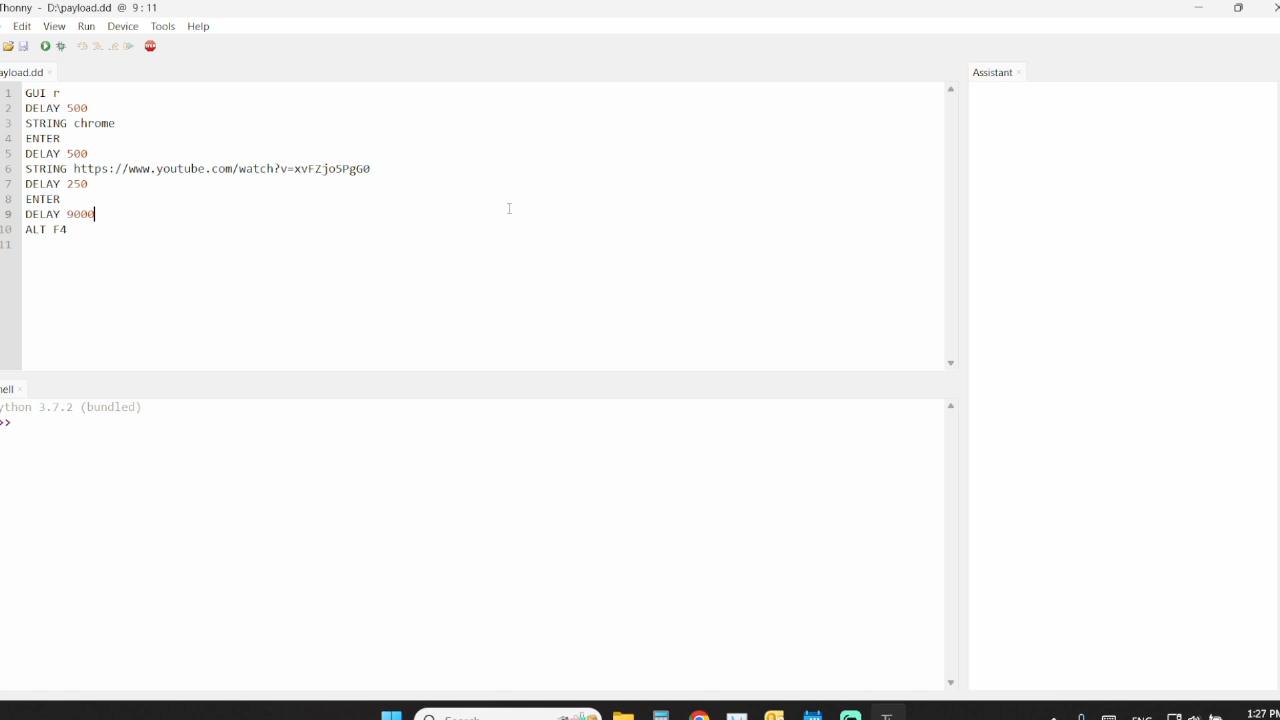 Thonny - D:\payload.dd @ 9:11
Edit View Run Device Tools Help
ayload.dd ×
Assistant ×
1 GUI r
2 DELAY 500
3 STRING chrome
4 ENTER
5 DELAY 500
6 STRING https://www.youtube.com/watch?v=xvFZjo5PgG0
7 DELAY 250
8 ENTER
9 DELAY 9000
10 ALT F4
11
hell ×
ython 3.7.2 (bundled)
>>
Search
ENG
1:27 PM